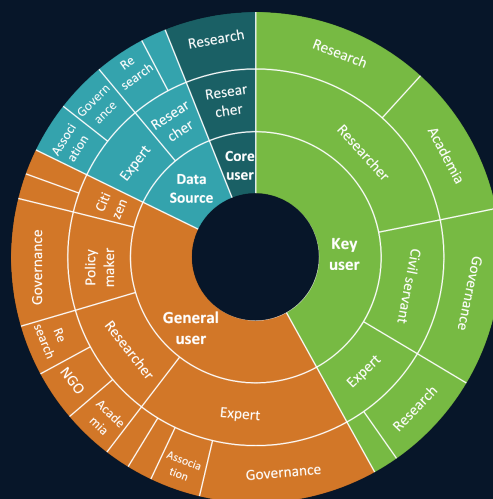 Research
Research
Re
search
Govern
ance
Associ
ation
Resear
cher
Resear
cher
Researcher
Academia
Expert
Core
user
Data
Source
Citi
zen
Key
user
Civil servant
Governance
Governance
Policy
maker
General
user
Re
search
Researcher
Expert
Research
NGO
Acade
mia
Expert
Associa
tion
Governance